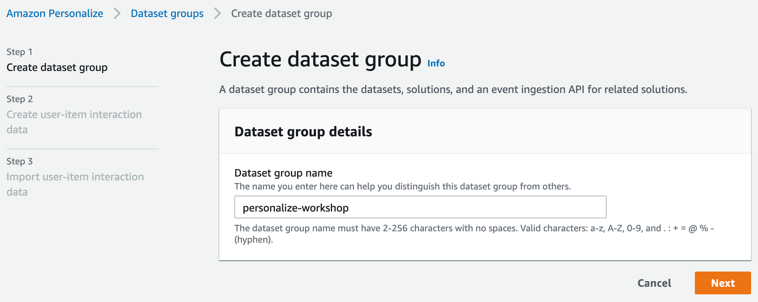 Amazon Personalize > Dataset groups > Create dataset group
Step 1
Create dataset group
Step 2
Create user-item interaction
data
Step 3
Import user-item interaction
data
Create dataset group Info
A dataset group contains the datasets, solutions, and an event ingestion API for related solutions.
Dataset group details
Dataset group name
The name you enter here can help you distinguish this dataset group from others.
personalize-workshop
The dataset group name must have 2-256 characters with no spaces. Valid characters: a-z, A-Z, 0-9, and . : + = @ % -
(hyphen).
Cancel Next